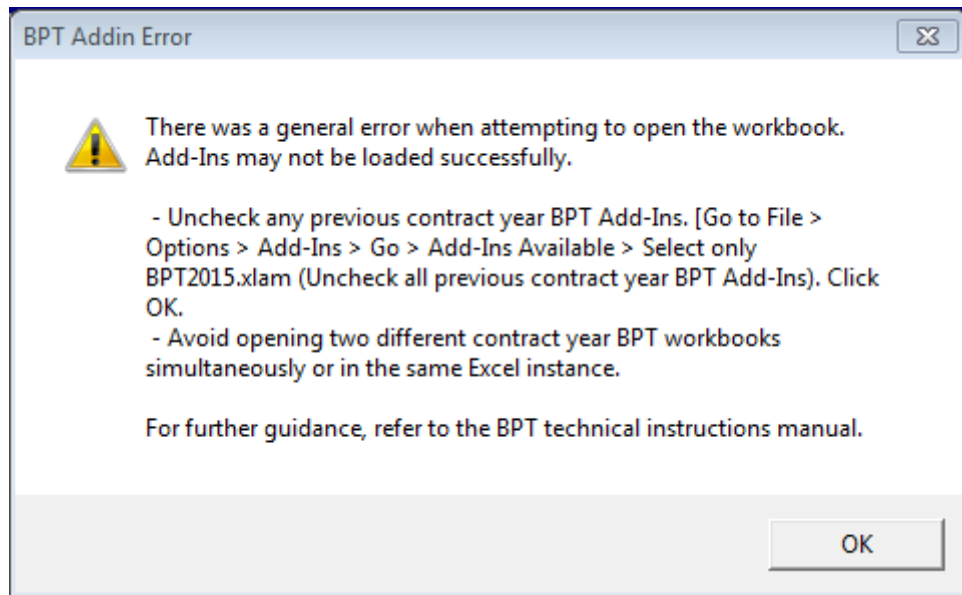 BPT Addin Error
There was a general error when attempting to open the workbook.
Add-Ins may not be loaded successfully.
- Uncheck any previous contract year BPT Add-Ins. [Go to File >
Options > Add-Ins > Go > Add-Ins Available > Select only
BPT2015.xlam (Uncheck all previous contract year BPT Add-Ins). Click
OK.
- Avoid opening two different contract year BPT workbooks
simultaneously or in the same Excel instance.
For further guidance, refer to the BPT technical instructions manual.
OK